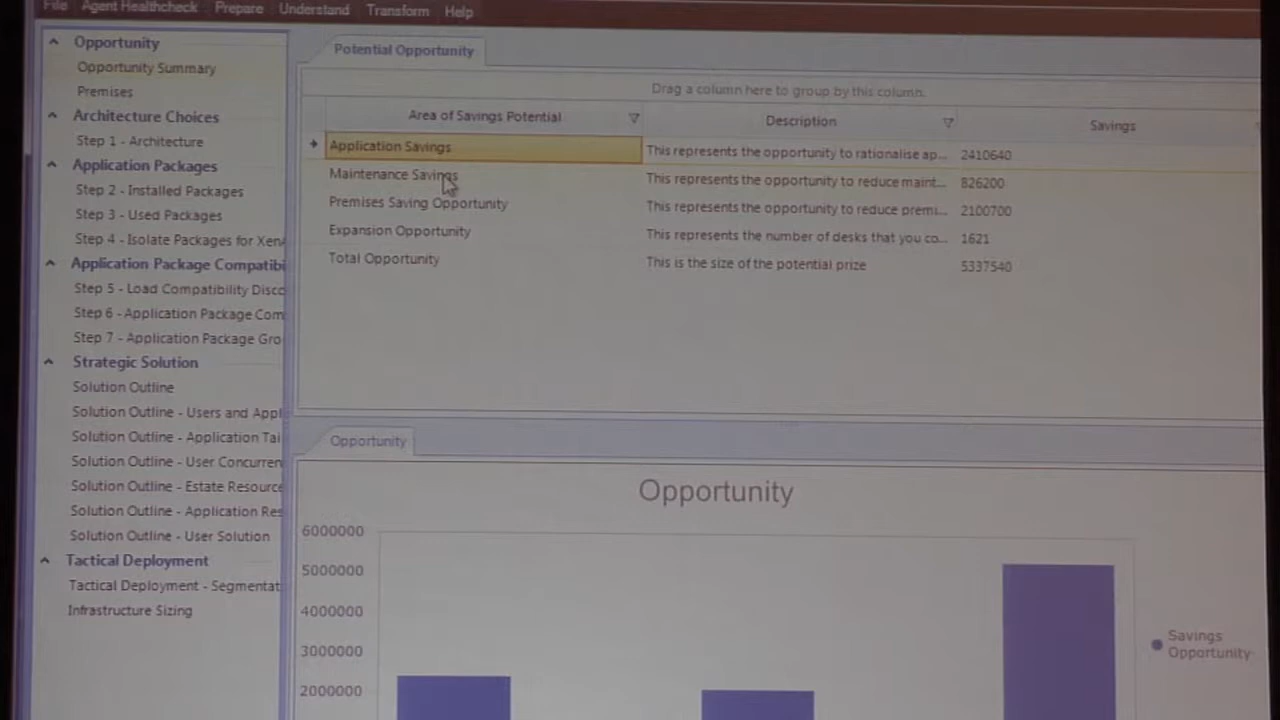 File Agent Healthcheck Prepare Understand Transform Help
Opportunity
Opportunity Summary
Premises
Architecture Choices
Step 1 - Architecture
Application Packages
Step 2 - Installed Packages
Step 3 - Used Packages
Step 4 - Isolate Packages for XenA
Application Package Compatibi
Step 5 - Load Compatibility Disco
Step 6 - Application Package Com
Step 7 - Application Package Gro
Strategic Solution
Solution Outline
Solution Outline - Users and Appl
Solution Outline - Application Tai
Solution Outline - User Concurren
Solution Outline - Estate Resource
Solution Outline - Application Res
Solution Outline - User Solution
Tactical Deployment
Tactical Deployment - Segmentat
Infrastructure Sizing
Potential Opportunity
Drag a column here to group by this column.
Area of Savings Potential Description Savings
Application Savings This represents the opportunity to rationalise ap... 2410640
Maintenance Savings This represents the opportunity to reduce maint... 826200
Premises Saving Opportunity This represents the opportunity to reduce premi... 2100700
Expansion Opportunity This represents the number of desks that you co... 1621
Total Opportunity This is the size of the potential prize 5337540
Opportunity
Opportunity
6000000
5000000
4000000
3000000
2000000
Savings
Opportunity